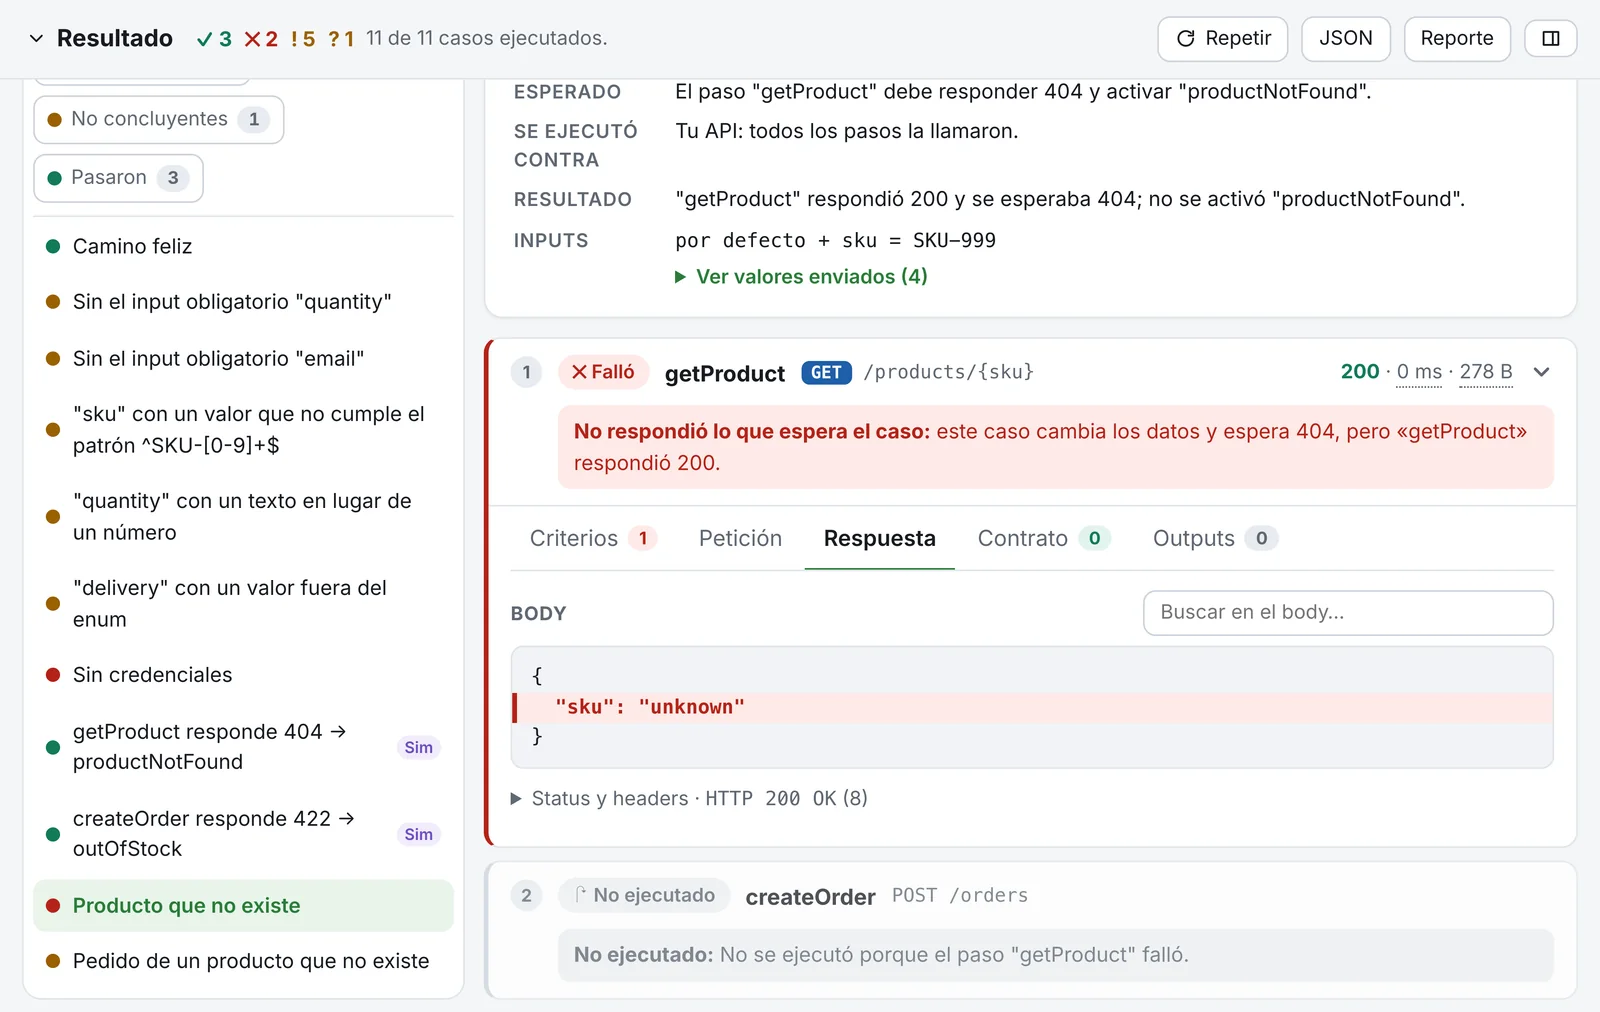 Resultado 3 2 ! 5 ? 1 11 de 11 casos ejecutados. Repetir JSON Reporte
No concluyentes 1
Pasaron 3
Camino feliz
Sin el input obligatorio "quantity"
Sin el input obligatorio "email"
"sku" con un valor que no cumple el
patrón ^SKU-[0-9]+$
"quantity" con un texto en lugar de
un número
"delivery" con un valor fuera del
enum
Sin credenciales
getProduct responde 404 →
productNotFound
Sim
createOrder responde 422 →
outOfStock
Sim
Producto que no existe
Pedido de un producto que no existe
ESPERADO El paso "getProduct" debe responder 404 y activar "productNotFound".
SE EJECUTÓ
CONTRA
Tu API: todos los pasos la llamaron.
RESULTADO "getProduct" respondió 200 y se esperaba 404; no se activó "productNotFound".
INPUTS por defecto + sku = SKU-999
Ver valores enviados (4)
1 Falló getProduct GET /products/{sku} 200 · 0 ms · 278 B
No respondió lo que espera el caso: este caso cambia los datos y espera 404, pero «getProduct»
respondió 200.
Criterios 1 Petición Respuesta Contrato 0 Outputs 0
BODY Buscar en el body...
{
"sku": "unknown"
}
Status y headers · HTTP 200 OK (8)
2 No ejecutado createOrder POST /orders
No ejecutado: No se ejecutó porque el paso "getProduct" falló.